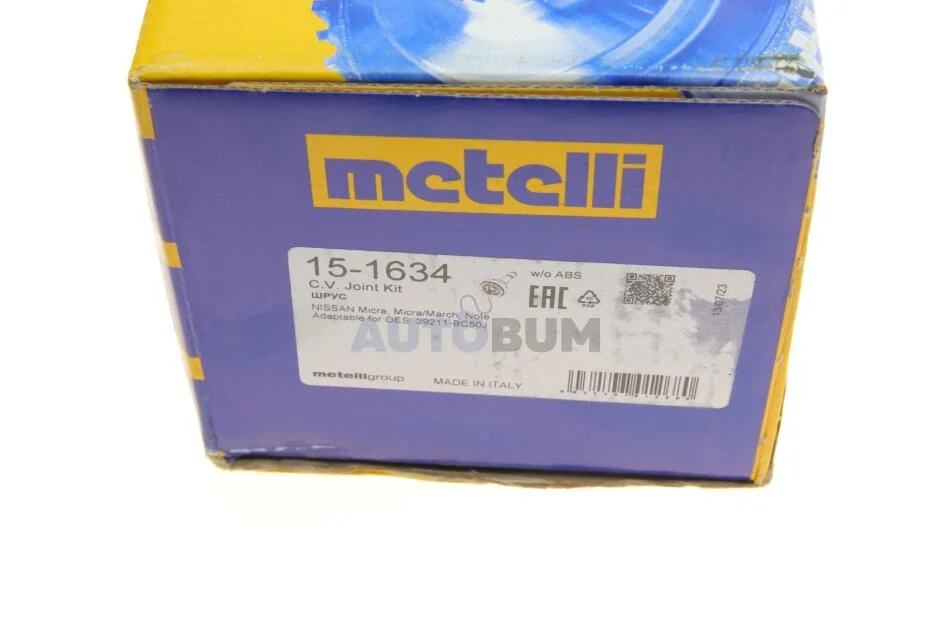 metelli
15-1634
w/o ABS
C.V. Joint Kit
ШРУС
EAC
PAP
NISSAN Micra, Micra/March, Note
Adaptable for OES: 39211-BC50J
13/07/23
AUTOBUM
metelligroup
MADE IN ITALY